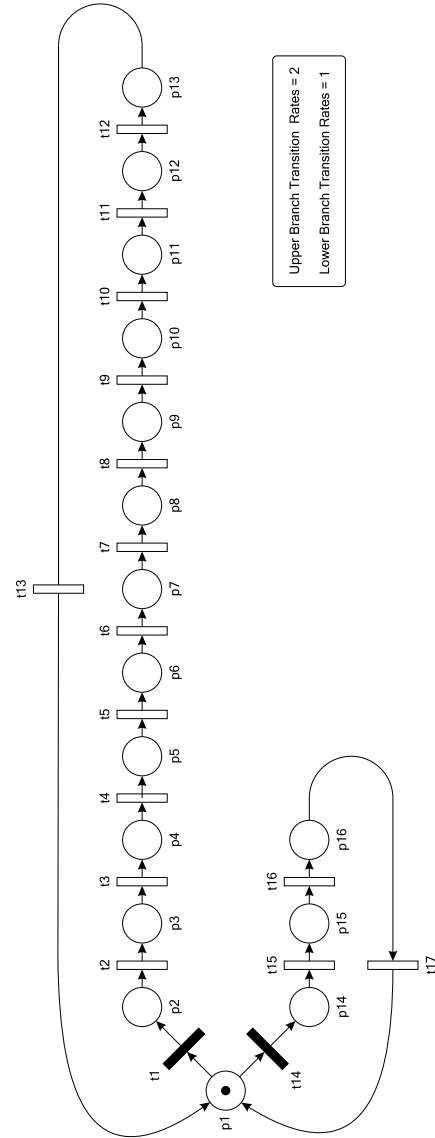 t13
t1
t2
t3
t4
t5
t6
t7
t8
t9
t10
t11
t12
p1
p2
p3
p4
p5
p6
p7
p8
p9
p10
p11
p12
p13
t14
t15
t16
p14
p15
p16
t17
Upper Branch Transition Rates = 2
Lower Branch Transition Rates = 1